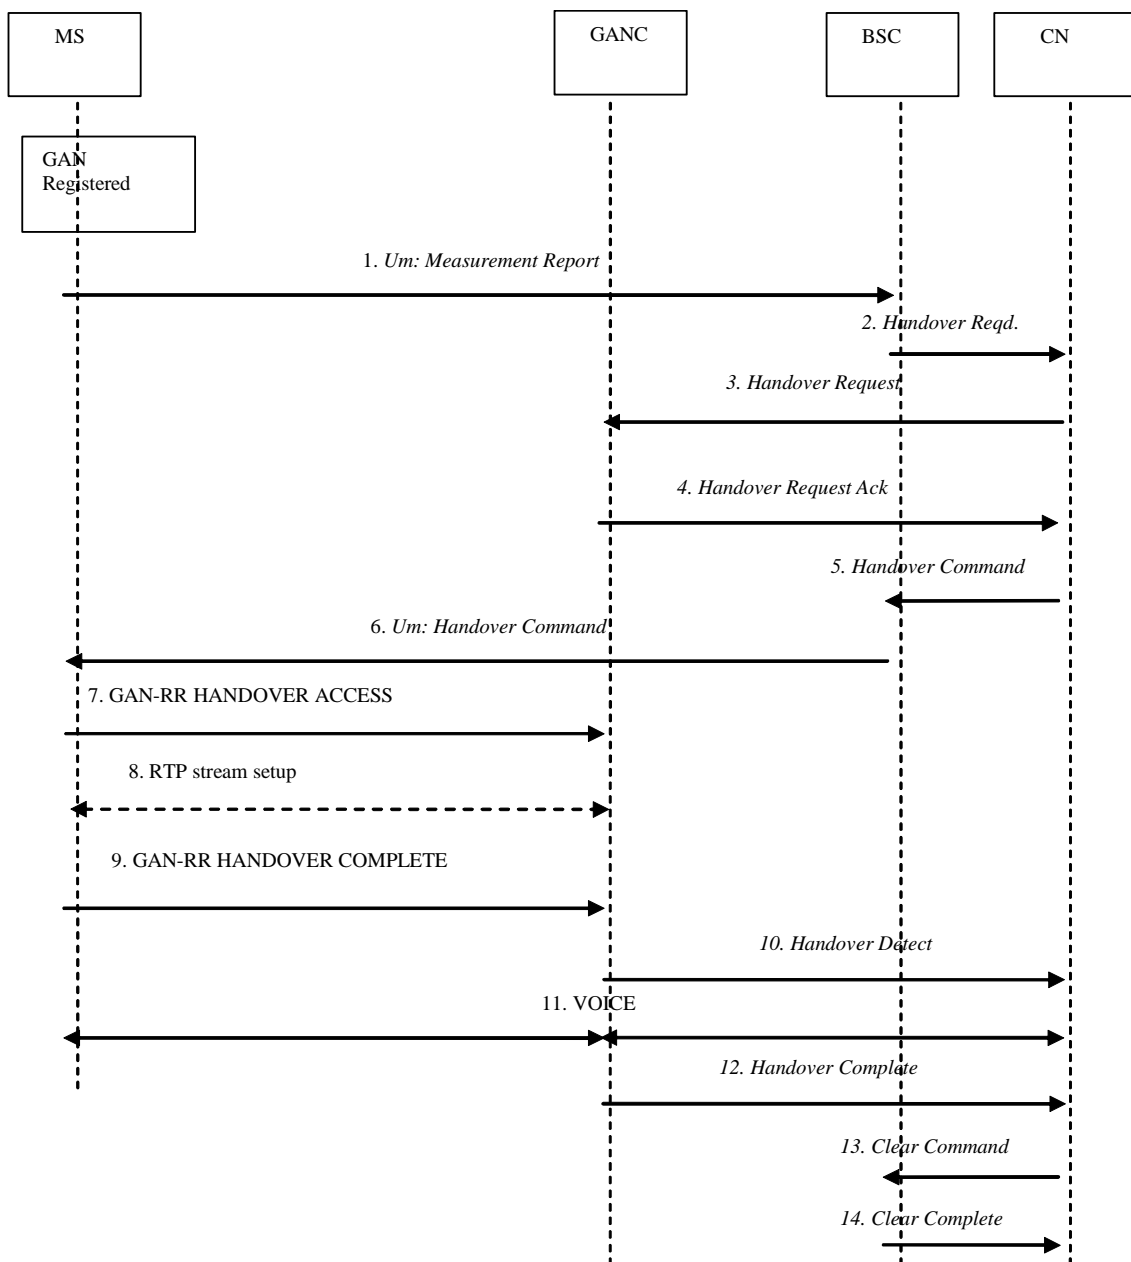 MS
GANC
BSC
CN
GAN
Registered
1. Um: Measurement Report
2. Handover Reqd.
3. Handover Request
4. Handover Request Ack
5. Handover Command
6. Um: Handover Command
7. GAN-RR HANDOVER ACCESS
8. RTP stream setup
9. GAN-RR HANDOVER COMPLETE
10. Handover Detect
11. VOICE
12. Handover Complete
13. Clear Command
14. Clear Complete